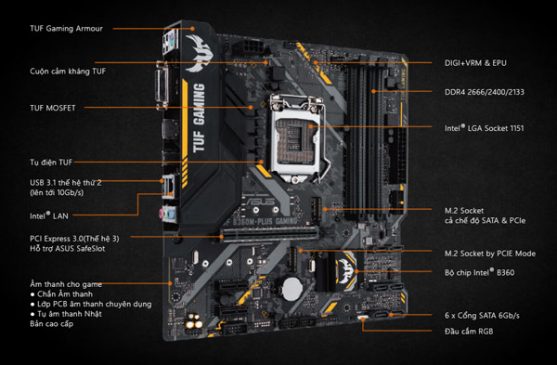 TUF Gaming Armour
Cuộn cảm kháng TUF
TUF MOSFET
Tụ điện TUF
USB 3.1 thế hệ thứ 2
(lên tới 10Gb/s)
Intel® LAN
PCI Express 3.0(Thế hệ 3)
Hỗ trợ ASUS SafeSlot
Âm thanh cho game
● Chắn Âm thanh
● Lớp PCB âm thanh chuyên dụng
● Tụ âm thanh Nhật
Bản cao cấp
TUF GAMING
ASUS
B360M-PLUS GAMING
DIGI+VRM & EPU
DDR4 2666/2400/2133
Intel® LGA Socket 1151
M.2 Socket
cả chế độ SATA & PCIe
M.2 Socket by PCIE Mode
Bộ chip Intel® B360
6 x Cổng SATA 6Gb/s
Đầu cắm RGB